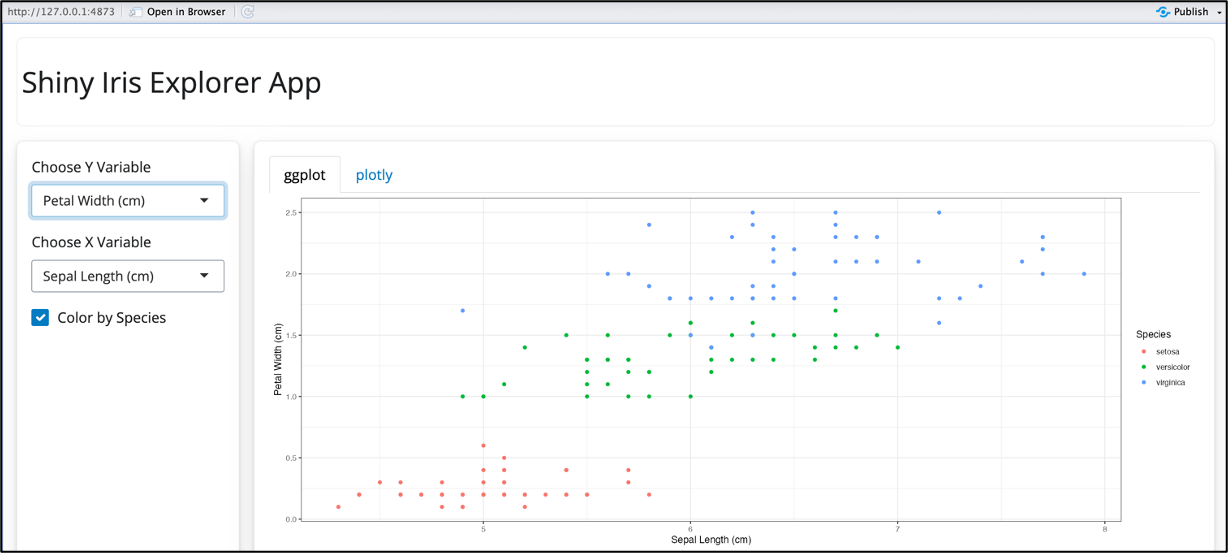 http://127.0.0.1:4873 Open in Browser Publish
Shiny Iris Explorer App
Choose Y Variable
Petal Width (cm)
Choose X Variable
Sepal Length (cm)
Color by Species
ggplot plotly
2.5
2.0
1.5
1.0
0.5
0.0
Petal Width (cm)
5 6 7 8
Sepal Length (cm)
Species
setosa
versicolor
virginica